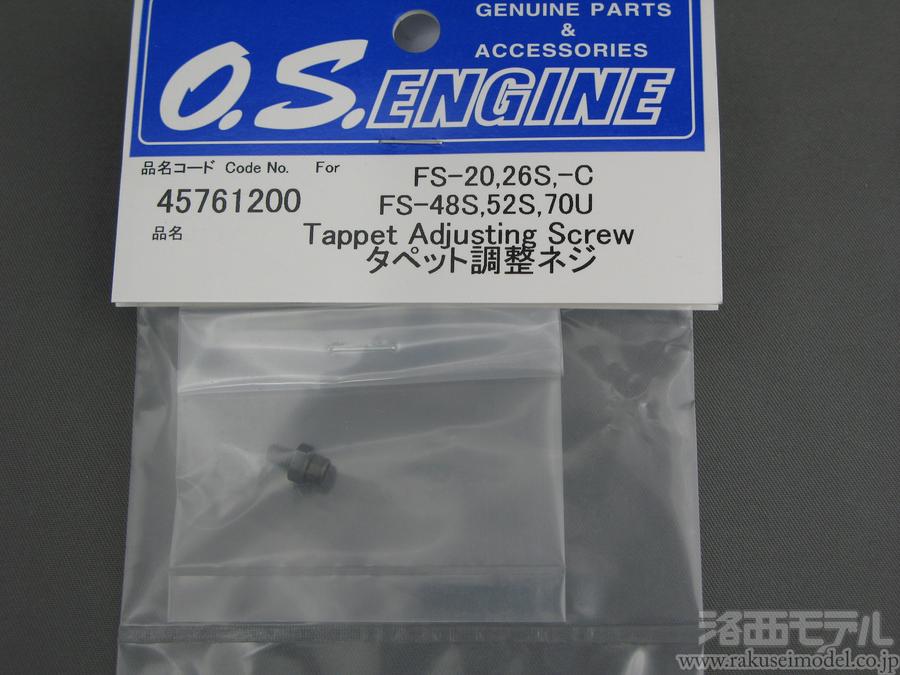 GENUINE PARTS
&
ACCESSORIES
O.S.ENGINE
品名コード Code No. For
FS-20,26S,-C
45761200
FS-48S,52S,70U
品名
Tappet Adjusting Screw
タペット調整ネジ
洛西モデル
www.rakuseimodel.co.jp